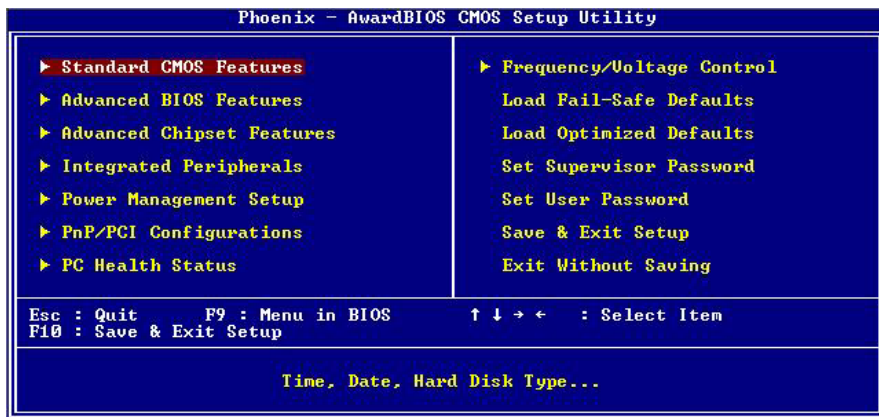 Phoenix - AwardBIOS CMOS Setup Utility
▶ Standard CMOS Features
▶ Advanced BIOS Features
▶ Advanced Chipset Features
▶ Integrated Peripherals
▶ Power Management Setup
▶ PnP/PCI Configurations
▶ PC Health Status
▶ Frequency/Voltage Control
Load Fail-Safe Defaults
Load Optimized Defaults
Set Supervisor Password
Set User Password
Save & Exit Setup
Exit Without Saving
Esc : Quit F9 : Menu in BIOS ↑ ↓ → ← : Select Item
F10 : Save & Exit Setup
Time, Date, Hard Disk Type...